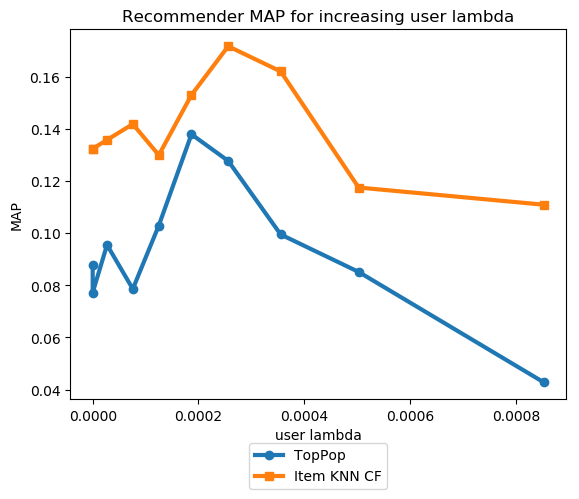 Recommender MAP for increasing user lambda
MAP
0.16
0.14
0.12
0.10
0.08
0.06
0.04
0.0000
0.0002
0.0004
0.0006
0.0008
user lambda
TopPop
Item KNN CF